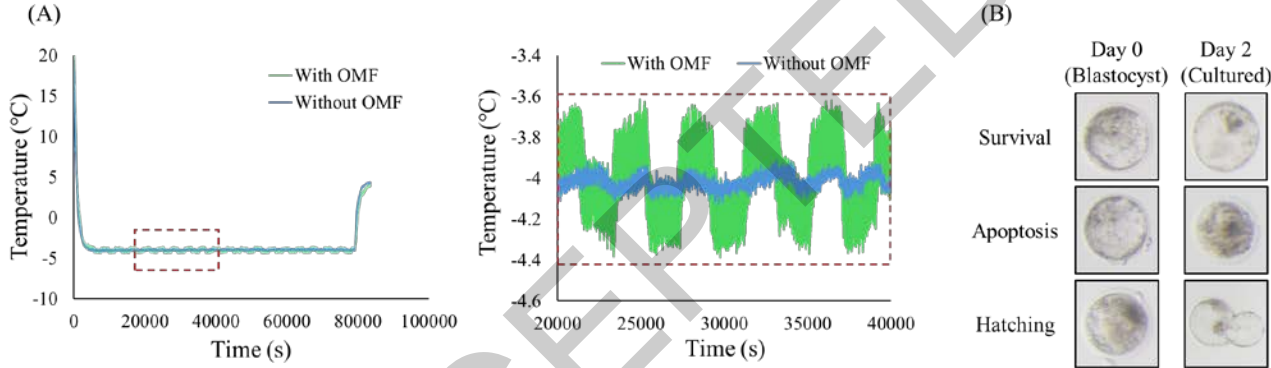 (A)
20
15
10
5
0
-5
-10
Temperature (°C)
With OMF
Without OMF
0 20000 40000 60000 80000 100000
Time (s)
-3.4
-3.6
-3.8
-4
-4.2
-4.4
-4.6
Temperature (°C)
With OMF Without OMF
20000 25000 30000 35000 40000
Time (s)
(B)
Day 0 Day 2
(Blastocyst) (Cultured)
Survival
Apoptosis
Hatching